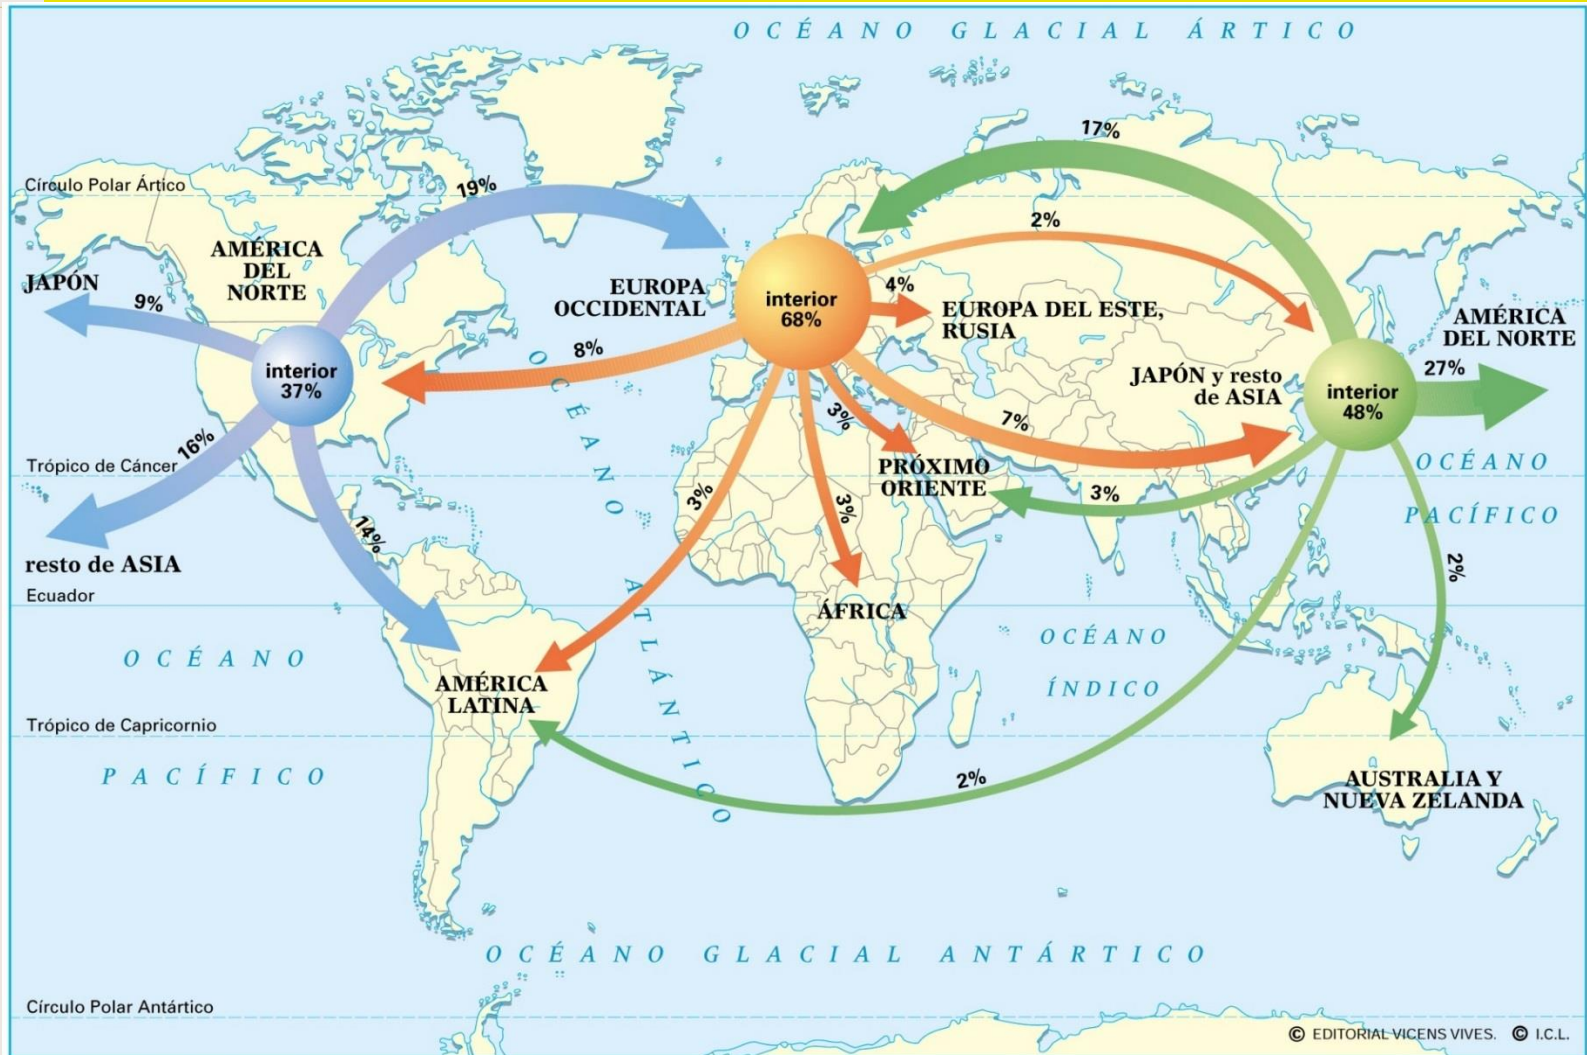 OCÉANO GLACIAL ÁRTICO
17%
Círculo Polar Ártico
19%
2%
AMÉRICA
DEL
NORTE
JAPÓN
9%
EUROPA
OCCIDENTAL
interior
68%
4%
EUROPA DEL ESTE,
RUSIA
AMÉRICA
DEL NORTE
8%
interior
37%
JAPÓN y resto
de ASIA
interior
48%
27%
16%
3%
7%
Trópico de Cáncer
PRÓXIMO
ORIENTE
3%
OCÉANO
PACÍFICO
3%
3%
14%
resto de ASIA
2%
Ecuador
OCÉANO
ATLÁNTICO
ÁFRICA
OCÉANO
ÍNDICO
OCÉANO
PACÍFICO
AMÉRICA
LATINA
Trópico de Capricornio
2%
AUSTRALIA Y
NUEVA ZELANDA
OCÉANO GLACIAL ANTÁRTICO
Círculo Polar Antártico
© EDITORIAL VICENS VIVES. © I.C.L.